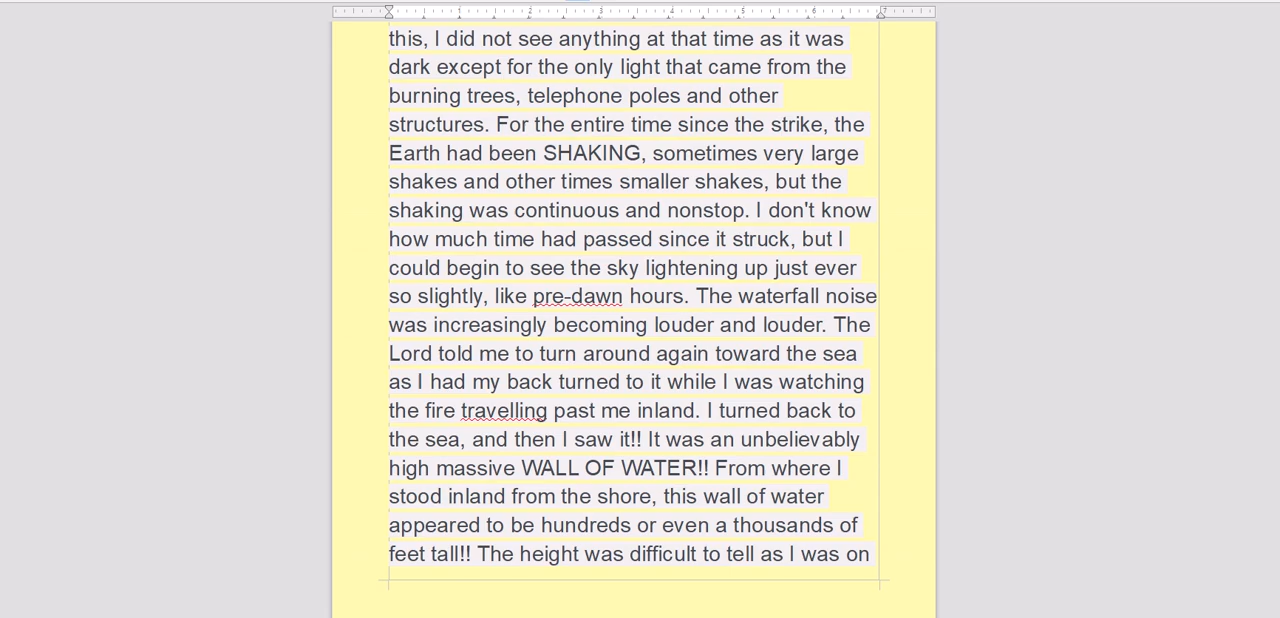 1 2 3 4 5 6 7
this, I did not see anything at that time as it was
dark except for the only light that came from the
burning trees, telephone poles and other
structures. For the entire time since the strike, the
Earth had been SHAKING, sometimes very large
shakes and other times smaller shakes, but the
shaking was continuous and nonstop. I don't know
how much time had passed since it struck, but I
could begin to see the sky lightening up just ever
so slightly, like pre-dawn hours. The waterfall noise
was increasingly becoming louder and louder. The
Lord told me to turn around again toward the sea
as I had my back turned to it while I was watching
the fire travelling past me inland. I turned back to
the sea, and then I saw it!! It was an unbelievably
high massive WALL OF WATER!! From where I
stood inland from the shore, this wall of water
appeared to be hundreds or even a thousands of
feet tall!! The height was difficult to tell as I was on